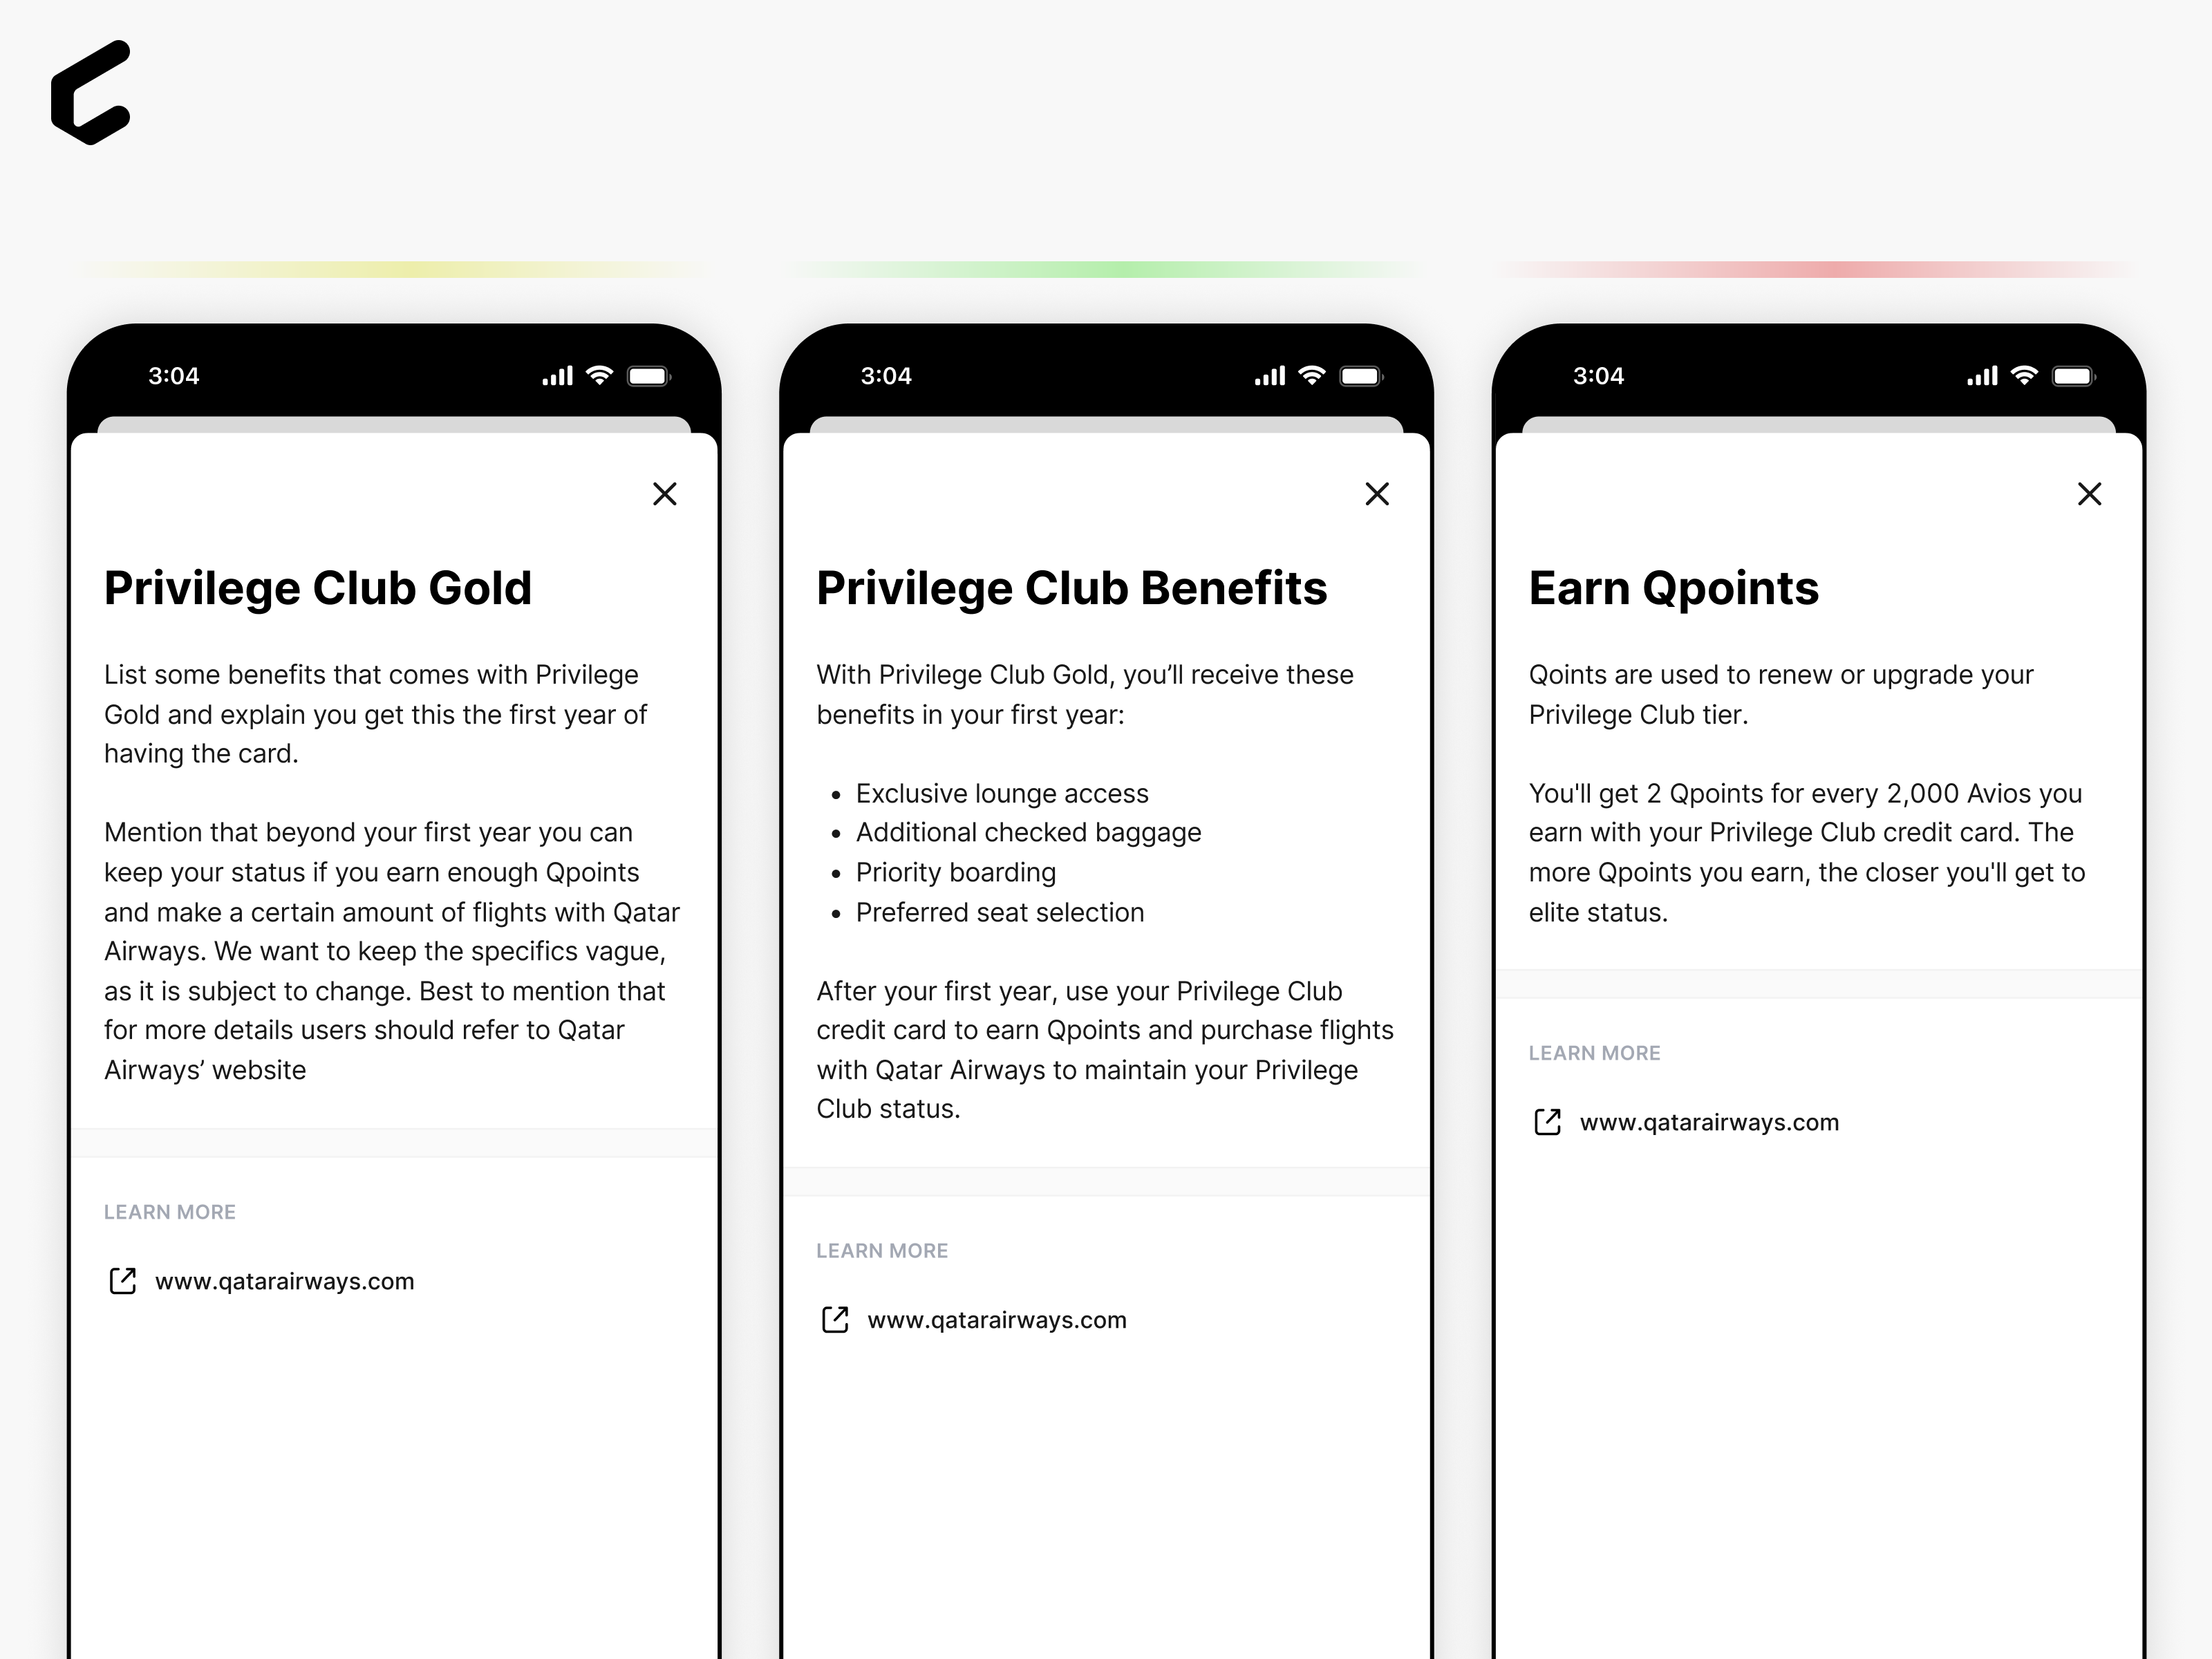 3:04
Privilege Club Gold
List some benefits that comes with Privilege
Gold and explain you get this the first year of
having the card.
Mention that beyond your first year you can
keep your status if you earn enough Qpoints
and make a certain amount of flights with Qatar
Airways. We want to keep the specifics vague,
as it is subject to change. Best to mention that
for more details users should refer to Qatar
Airways’ website
LEARN MORE
www.qatarairways.com
3:04
Privilege Club Benefits
With Privilege Club Gold, you’ll receive these
benefits in your first year:
• Exclusive lounge access
• Additional checked baggage
• Priority boarding
• Preferred seat selection
After your first year, use your Privilege Club
credit card to earn Qpoints and purchase flights
with Qatar Airways to maintain your Privilege
Club status.
LEARN MORE
www.qatarairways.com
3:04
Earn Qpoints
Qoints are used to renew or upgrade your
Privilege Club tier.
You'll get 2 Qpoints for every 2,000 Avios you
earn with your Privilege Club credit card. The
more Qpoints you earn, the closer you'll get to
elite status.
LEARN MORE
www.qatarairways.com